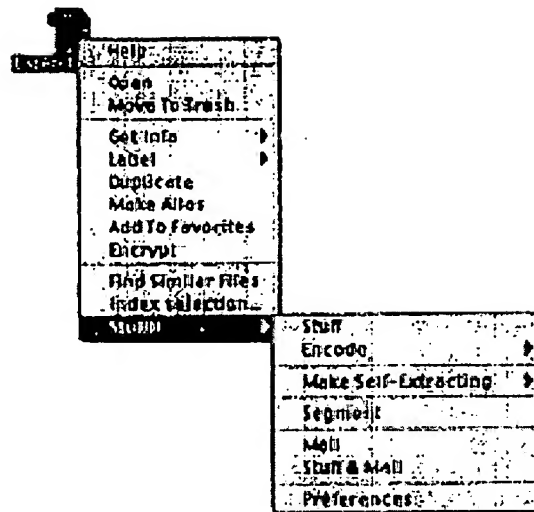 Help
Open
Move To Trash
Get Info
Label
Duplicate
Make Alias
Add To Favorites
Encrypt
Find Similar Files
Index selection...
StuffIt
Stuff
Encode
Make Self-Extracting
Segment
Mail
Stuff & Mail
Preferences...